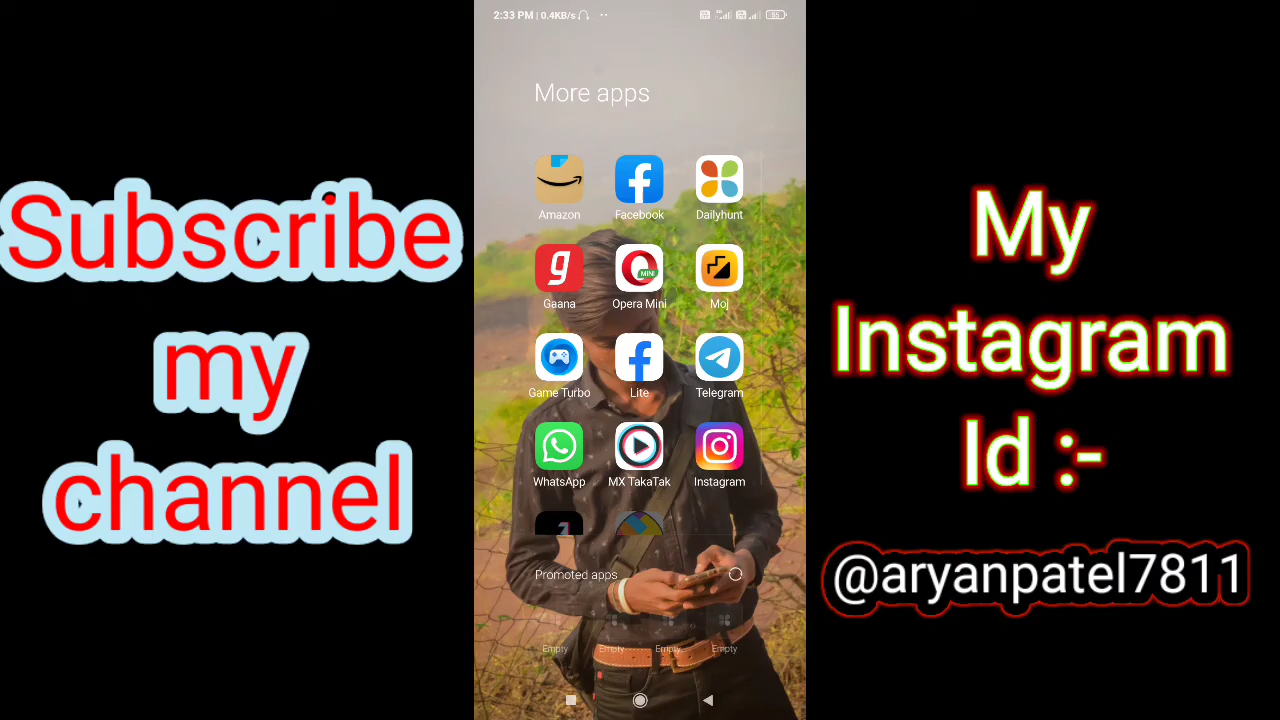 2:33 PM | 0.4KB/s
55
More apps
Amazon
Facebook
Dailyhunt
Gaana
Opera Mini
Moj
Game Turbo
Lite
Telegram
WhatsApp
MX TakaTak
Instagram
Promoted apps
Empty
Empty
Empty
Empty
Subscribe
my
channel
My
Instagram
Id :-
@aryanpatel7811